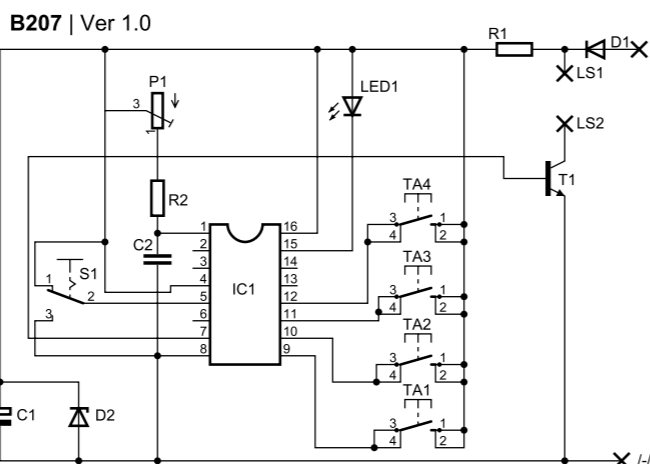 B207 | Ver 1.0
R1
D1
LS1
P1
3
1
LED1
LS2
T1
R2
TA4
3 1
4 2
C2
IC1
1 16
2 15
3 14
4 13
5 12
6 11
7 10
8 9
S1
1
2
3
TA3
3 1
4 2
TA2
3 1
4 2
TA1
3 1
4 2
C1
D2
/-/